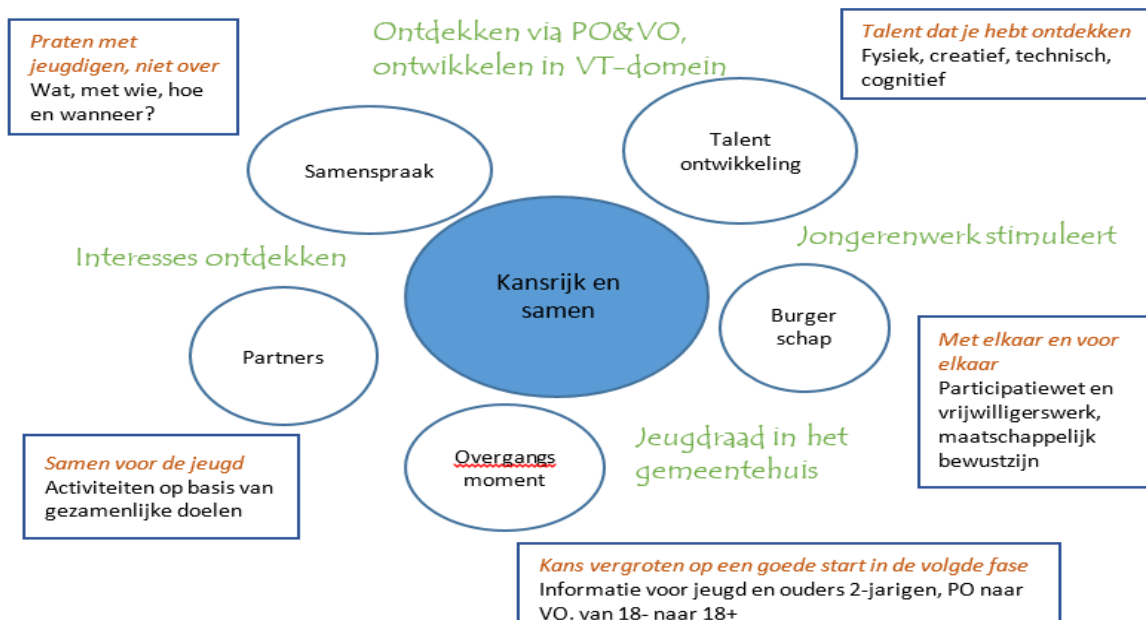 Praten met
jeugdigen, niet over
Wat, met wie, hoe
en wanneer?
Ontdekken via PO&VO,
ontwikkelen in VT-domein
Talent dat je hebt ontdekken
Fysiek, creatief, technisch,
cognitief
Samenspraak
Talent
ontwikkeling
Interesses ontdekken
Jongerenwerk stimuleert
Kansrijk en
samen
Partners
Burger
schap
Met elkaar en voor
elkaar
Participatiewet en
vrijwilligerswerk,
maatschappelijk
bewustzijn
Samen voor de jeugd
Activiteiten op basis van
gezamenlijke doelen
Overgangs
moment
Jeugdraad in het
gemeentehuis
Kans vergroten op een goede start in de volgde fase
Informatie voor jeugd en ouders 2-jarigen, PO naar
VO, van 18- naar 18+